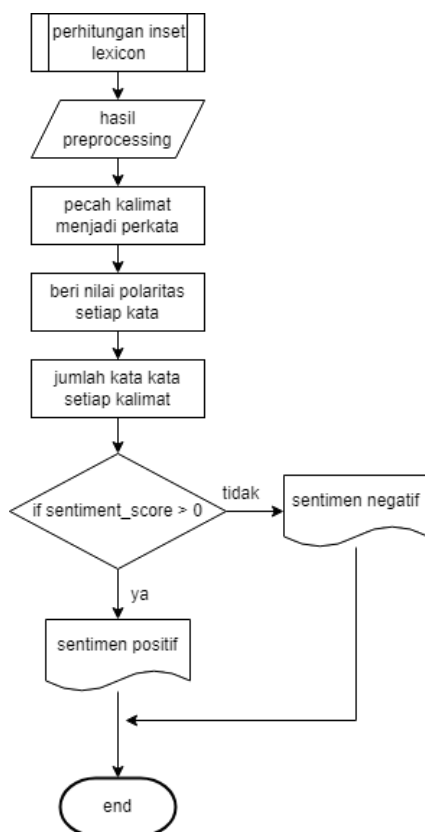 perhitungan inset
lexicon
hasil
preprocessing
pecah kalimat
menjadi perkata
beri nilai polaritas
setiap kata
jumlah kata kata
setiap kalimat
if sentiment_score > 0
tidak
sentimen negatif
ya
sentimen positif
end